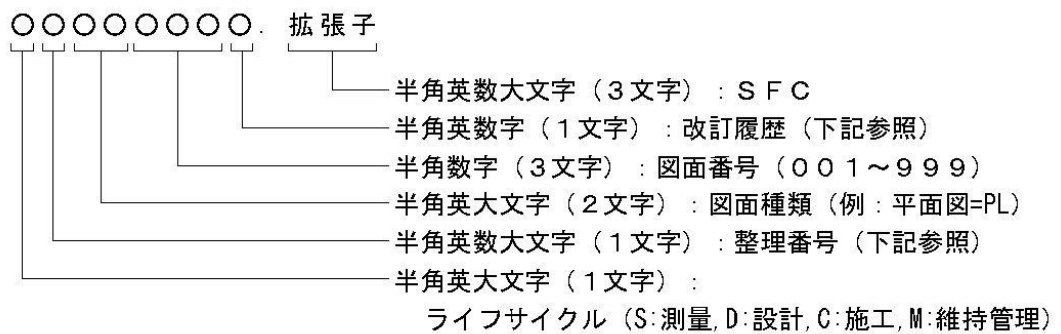 ○○○○○○○○. 拡張子
半角英数大文字（３文字）：ＳＦＣ
半角英数字（１文字）：改訂履歴（下記参照）
半角数字（３文字）：図面番号（００１～９９９）
半角英大文字（２文字）：図面種類（例：平面図=PL）
半角英数大文字（１文字）：整理番号（下記参照）
半角英大文字（１文字）：
ライフサイクル（S:測量,D:設計,C:施工,M:維持管理）